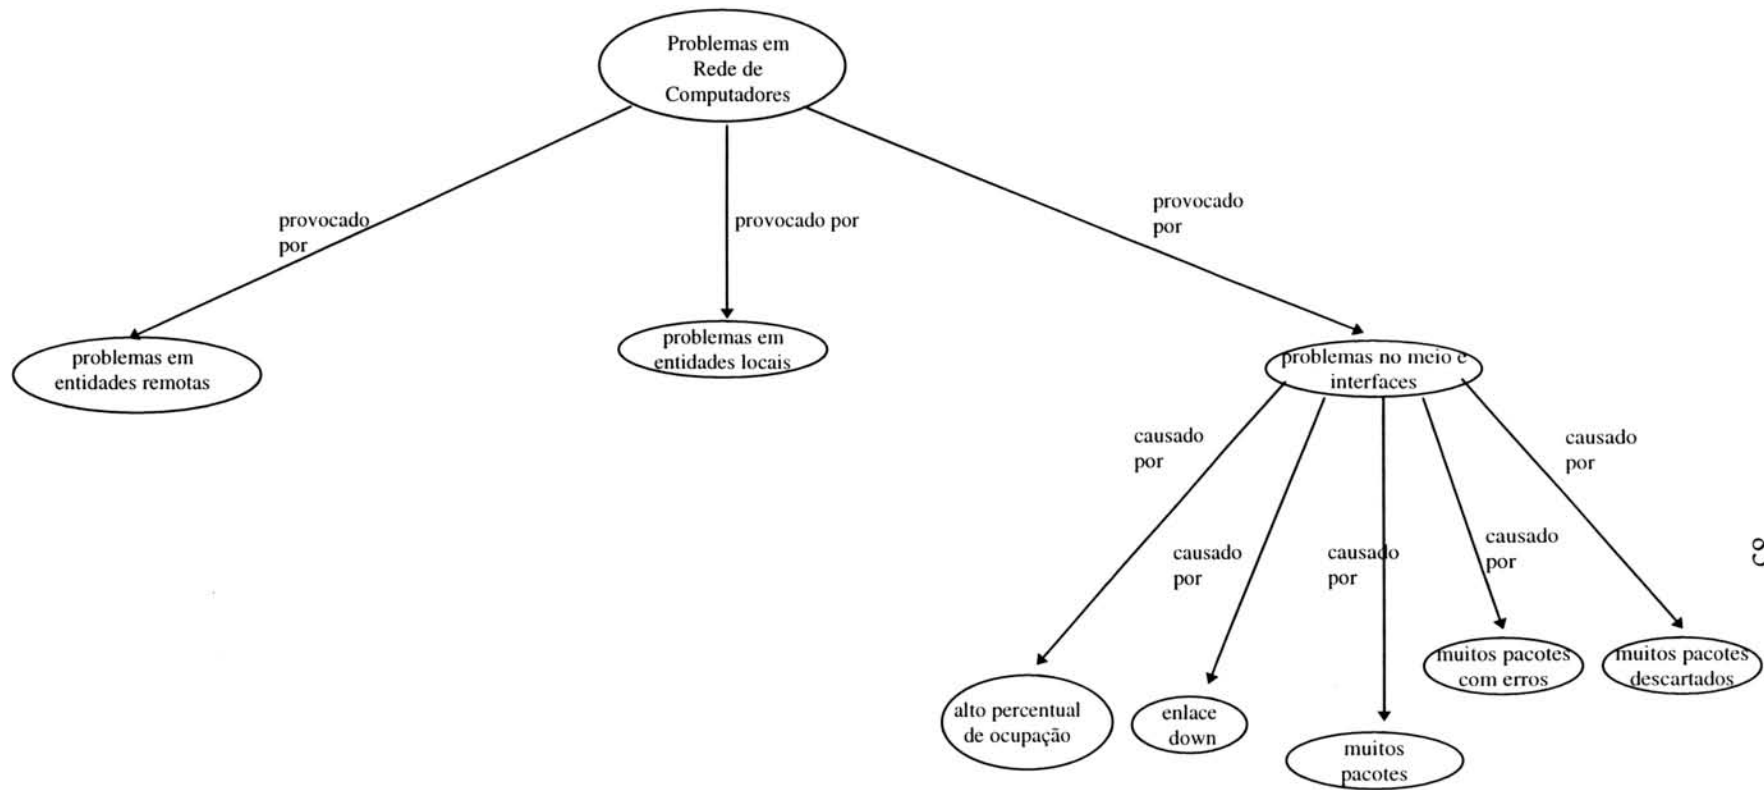 Problemas em
Rede de
Computadores
provocado
por
provocado por
provocado
por
problemas em
entidades remotas
problemas em
entidades locais
problemas no meio e
interfaces
causado
por
causado
por
causado
por
causado
por
causado
por
alto percentual
de ocupação
enlace
down
muitos
pacotes
muitos pacotes
com erros
muitos pacotes
descartados